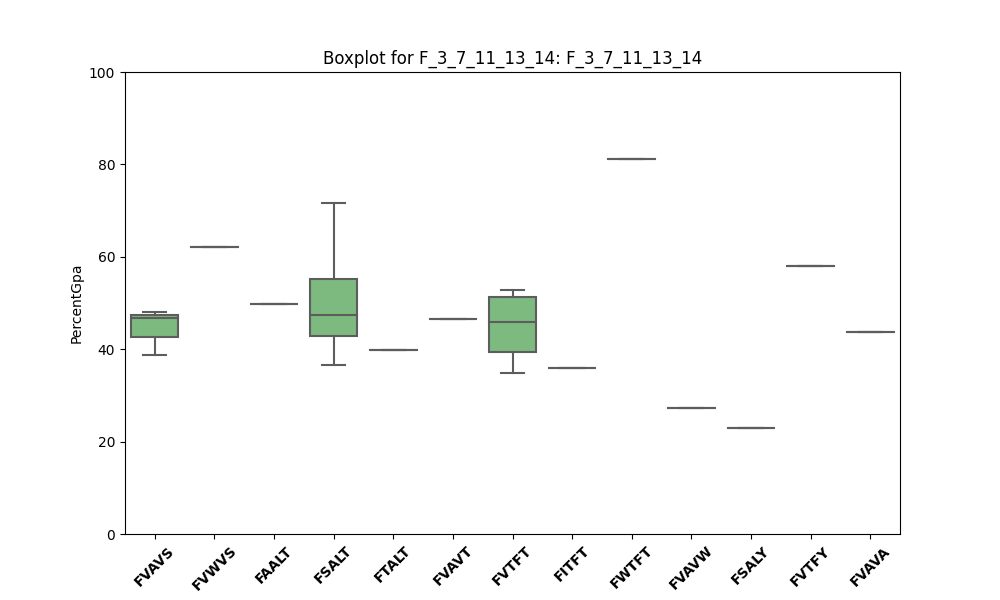 Boxplot for F_3_7_11_13_14: F_3_7_11_13_14
100
80
60
40
20
0
PercentGpa
FVAVS
FVWVS
FAALT
FSALT
FTALT
FVAVT
FVTFT
FITFT
FWTFT
FVAVW
FSALY
FVTFY
FVAVA